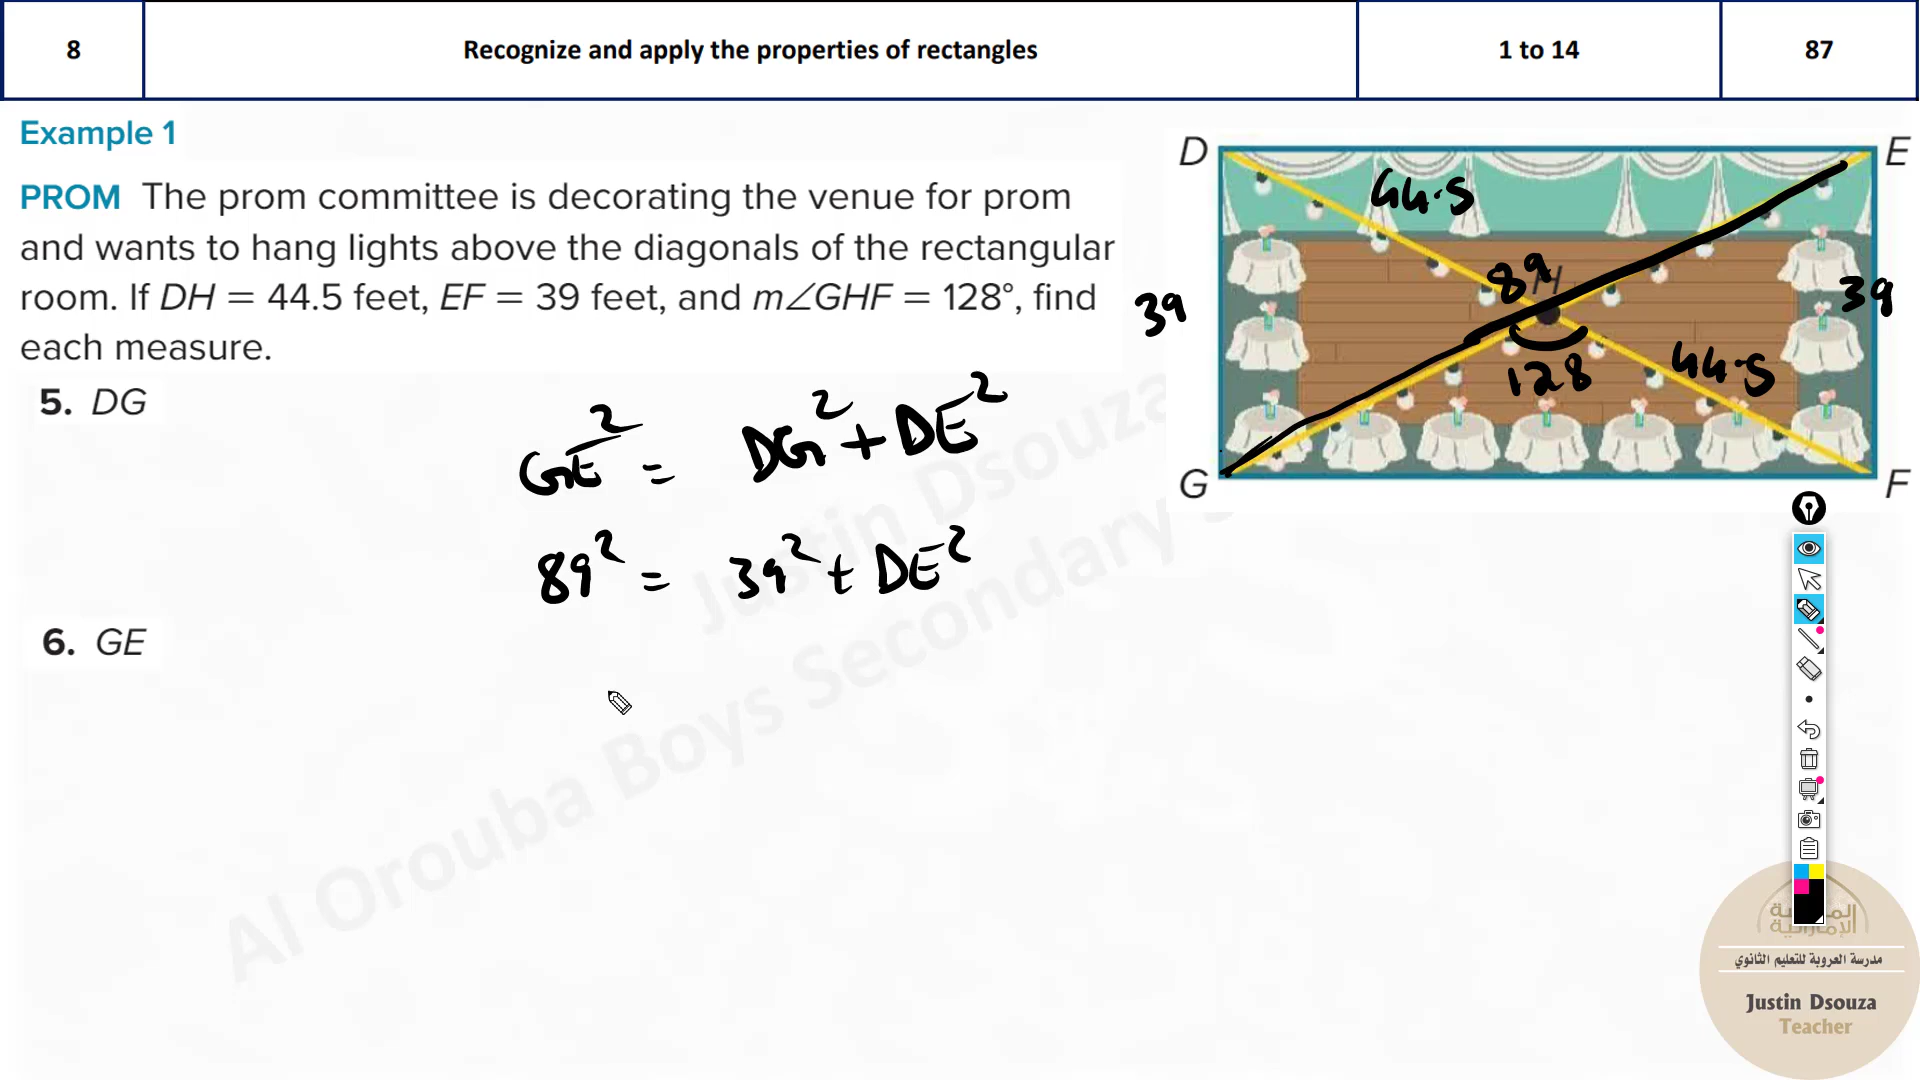 8 Recognize and apply the properties of rectangles 1 to 14 87
Example 1
PROM The prom committee is decorating the venue for prom
and wants to hang lights above the diagonals of the rectangular
room. If DH = 44.5 feet, EF = 39 feet, and m∠GHF = 128°, find
each measure.
5. DG
GE² = DG² + DE²
89² = 39² + DE²
6. GE
D E
44.5
89 H
39 39
128 44.5
G F
Justin Dsouza
Al Orouba Boys Secondary
المدرسة
الإماراتية
مدرسة العروبة للتعليم الثانوي
Justin Dsouza
Teacher